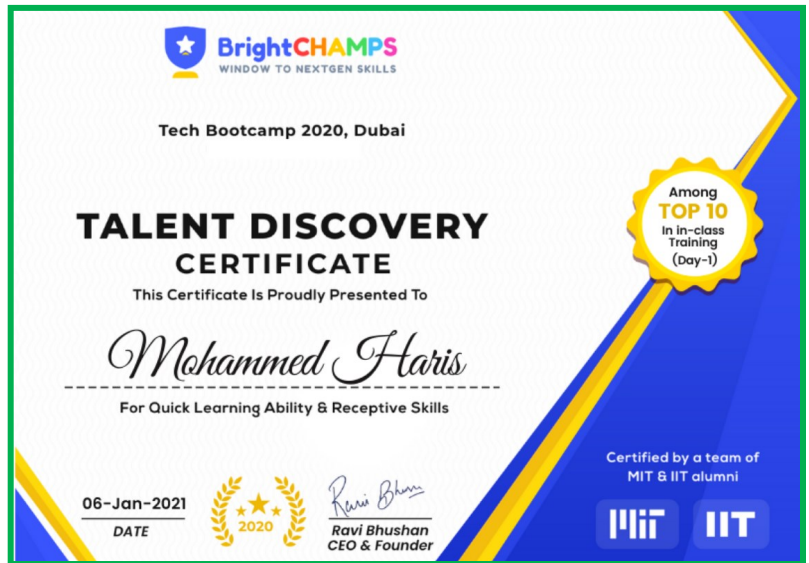 BrightCHAMPS
WINDOW TO NEXTGEN SKILLS
Tech Bootcamp 2020, Dubai
TALENT DISCOVERY
CERTIFICATE
This Certificate Is Proudly Presented To
Mohammed Haris
For Quick Learning Ability & Receptive Skills
Among
TOP 10
In in-class
Training
(Day-1)
06-Jan-2021
DATE
2020
Ravi Bhushan
CEO & Founder
Certified by a team of
MIT & IIT alumni
MIT
IIT